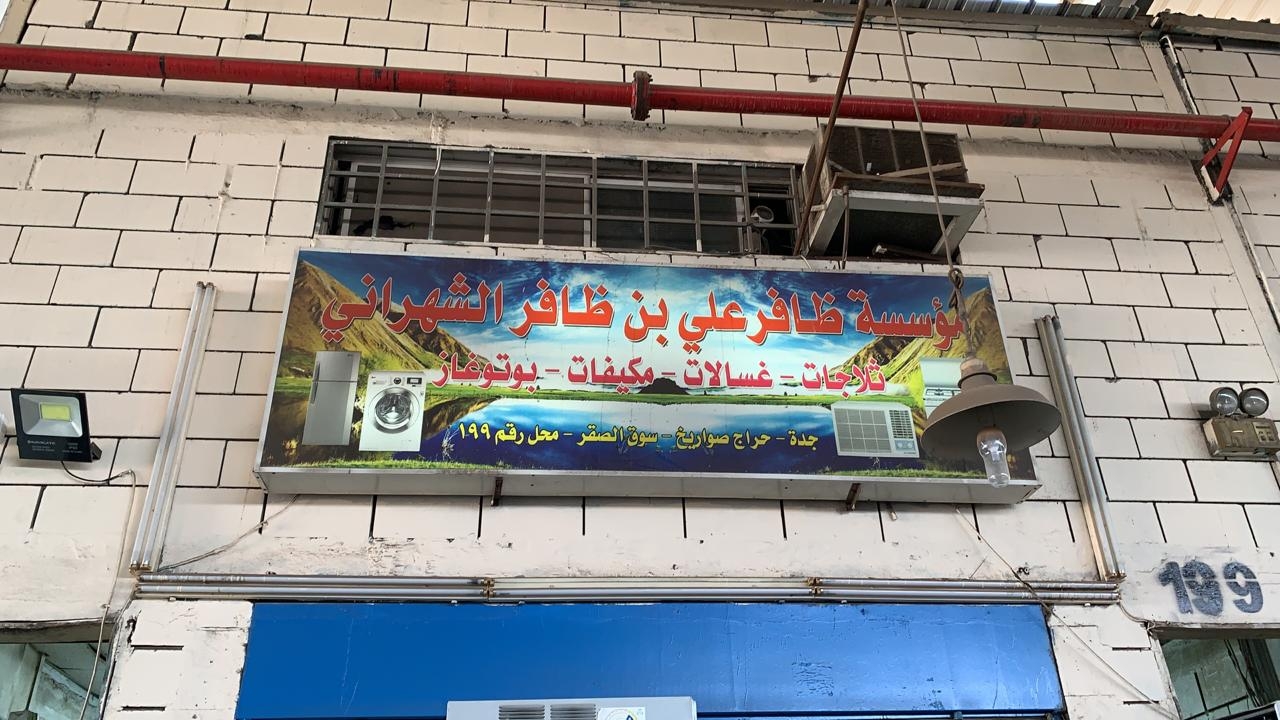 مؤسسة ظافر علي بن ظافر الشهراني
ثلاجات - غسالات - مكيفات - بوتوغاز
جدة - حراج صواريخ - سوق الصقر - محل رقم ١٩٩
199